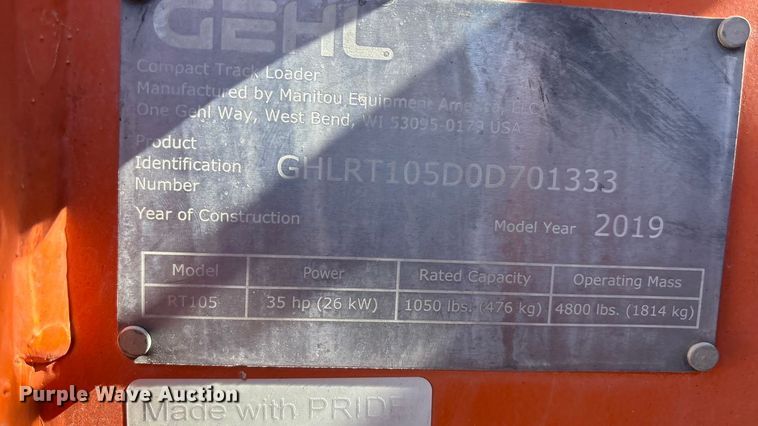 GEHL
Compact Track Loader
Manufactured by Manitou Equipment America, LLC
One Gehl Way, West Bend, WI 53095-0179 USA
Product
Identification
Number
GHLRT105D0D701333
Year of Construction
Model Year 2019
Model Power Rated Capacity Operating Mass
RT105 35 hp (26 kW) 1050 lbs. (476 kg) 4800 lbs. (1814 kg)
Purple Wave Auction
Made with PRIDE